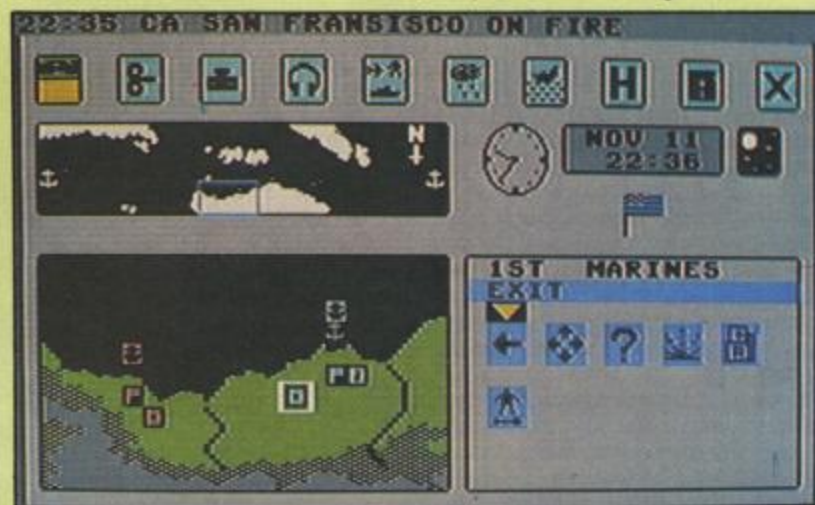 22:35 CA SAN FRANSISCO ON FIRE
H
X
N
NOV 11
22:36
1ST MARINES
EXIT
?
P D
D
P
D